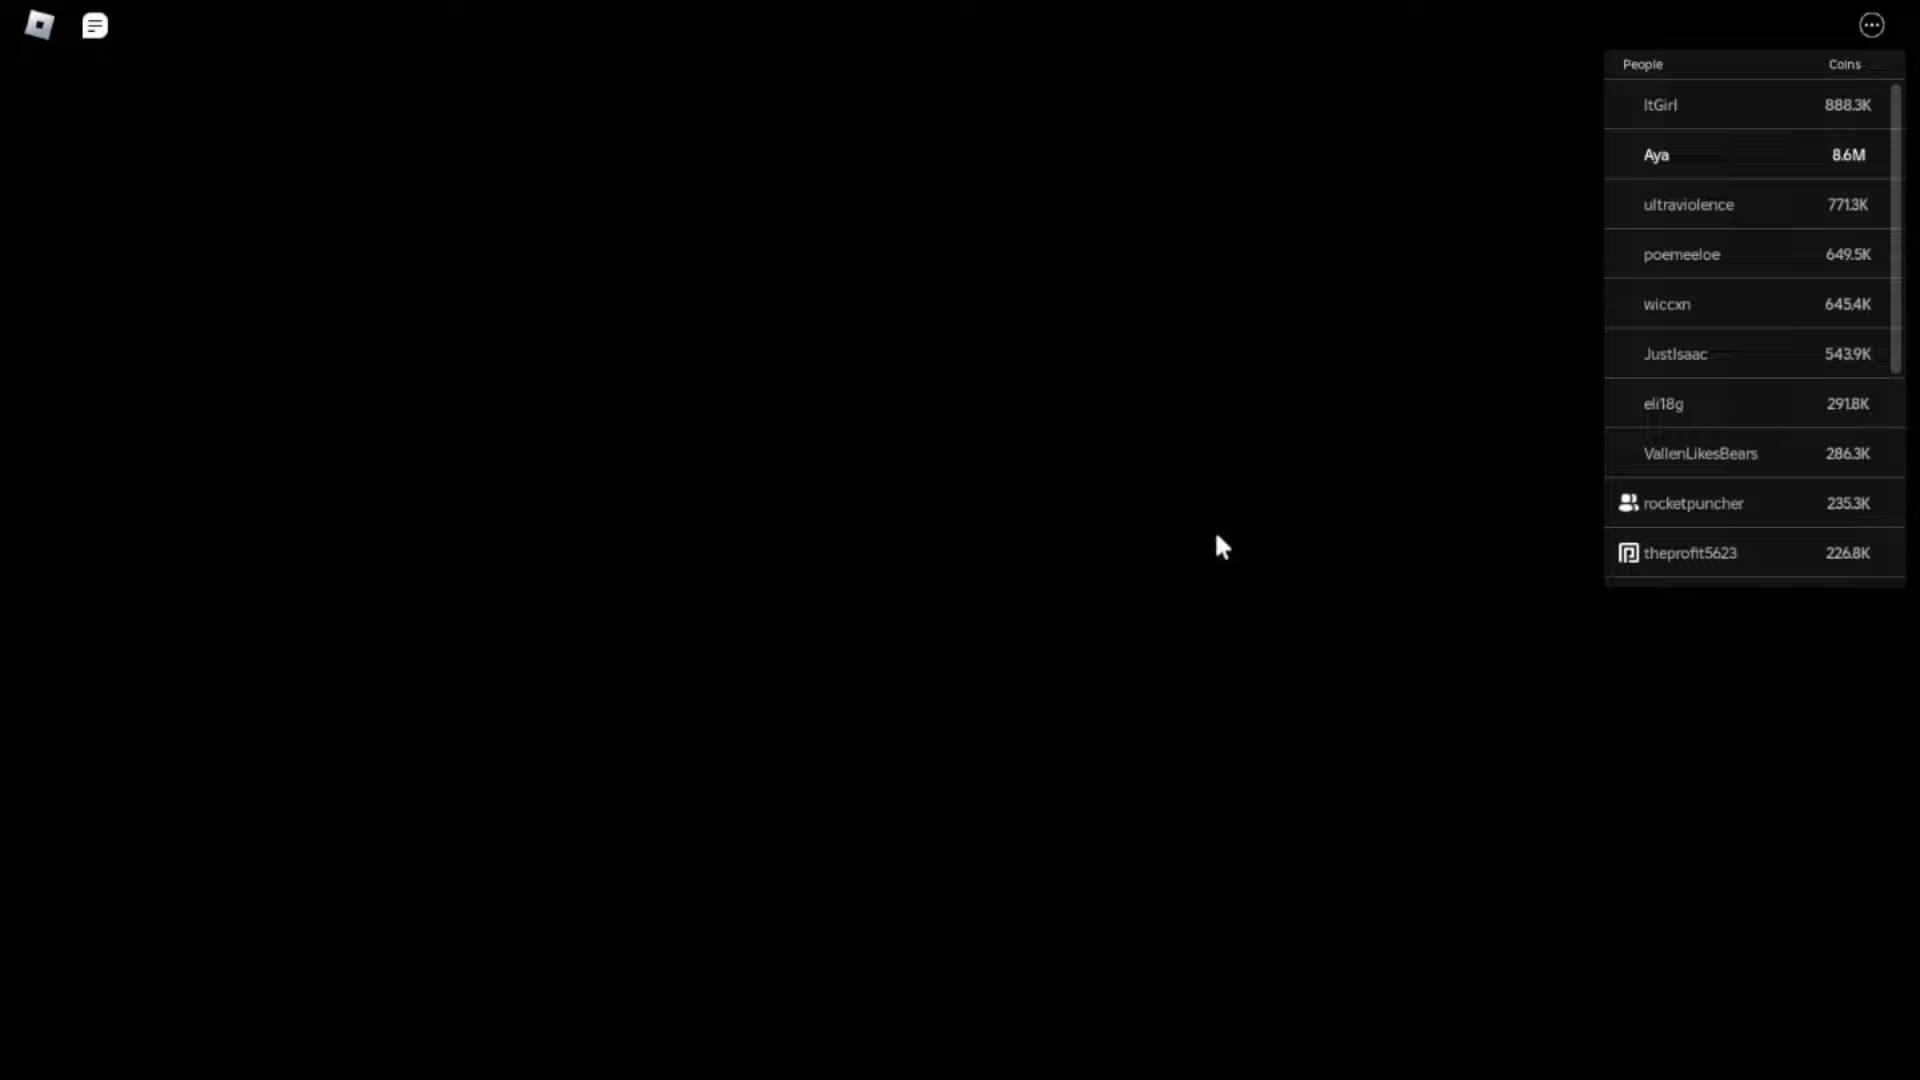 People Coins
ItGirl 888.3K
Aya 8.6M
ultraviolence 771.3K
poemeeloe 649.5K
wiccxn 645.4K
JustIsaac 543.9K
eli18g 291.8K
VallenLikesBears 286.3K
rocketpuncher 235.3K
theprofit5623 226.8K